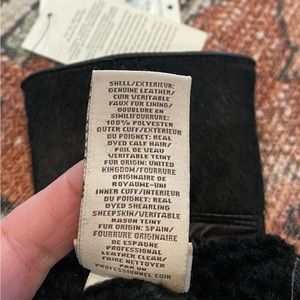 SHELL/EXTERIEUR:
GENUINE LEATHER/
CUIR VERITABLE
FAUX FUR LINING/
DOUBLURE EN
SIMILIFOURRURE:
100% POLYESTER
OUTER CUFF/EXTERIEUR
DU POIGNET: REAL
DYED CALF HAIR/
POIL DE VEAU
VERITABLE TEINT
FUR ORIGIN: UNITED
KINGDOM/FOURRURE
ORIGINAIRE DE
ROYAUME-UNI
INNER CUFF/INTERIEUR
DU POIGNET: REAL
DYED SHEARLING
SHEEPSKIN/VERITABLE
MASON TEINT
FUR ORIGIN: SPAIN/
FOURRURE ORIGINAIRE
DE ESPAGNE
PROFESSIONAL
LEATHER CLEAN/
FAIRE NETTOYER
PAR UN
PROFESSIONNEL CUIR